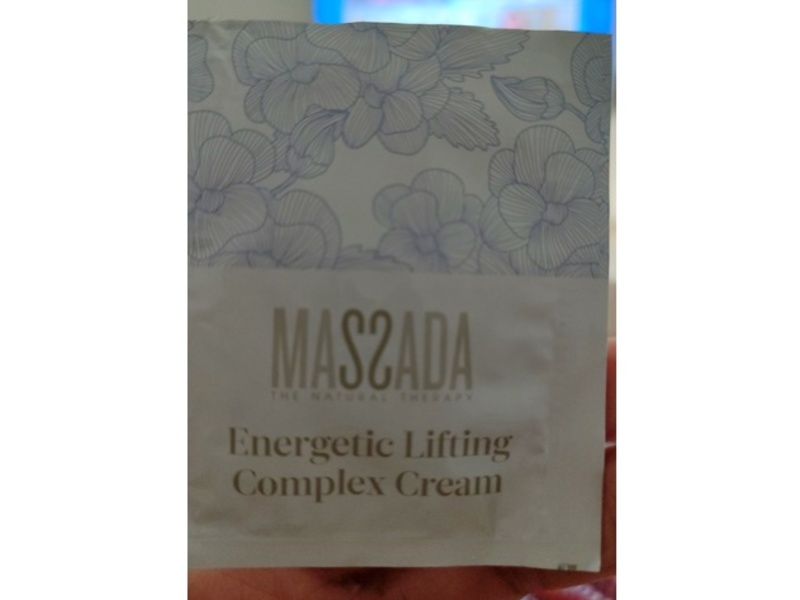 MASSADA
THE NATURAL THERAPY
Energetic Lifting
Complex Cream